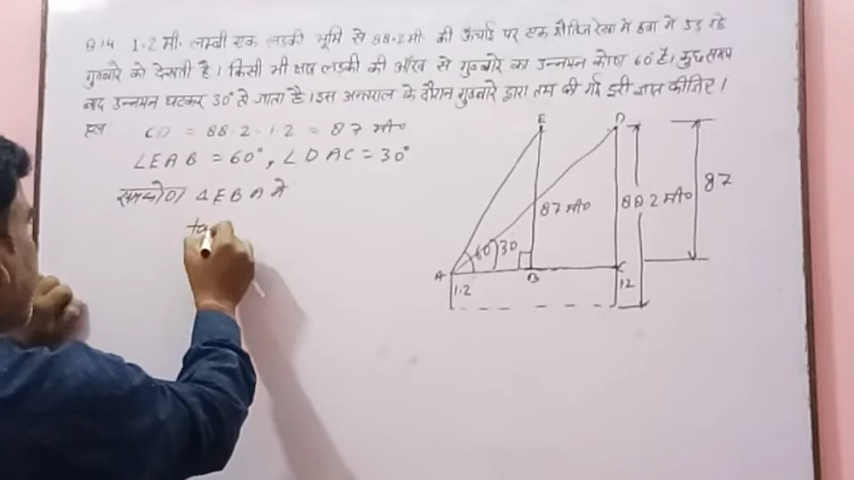 प्र.14 1.2 मी. लम्बी एक लड़की भूमि से 88.2 मी. की ऊँचाई पर एक क्षैतिज रेखा में हवा में उड़ रहे
गुब्बारे को देखती है। किसी भी क्षण लड़की की आँख से गुब्बारे का उन्नयन कोण 60° है। कुछ समय
बाद उन्नयन घटकर 30° हो जाता है। इस अन्तराल के दौरान गुब्बारे द्वारा तय की गई दूरी ज्ञात कीजिए।
हल CD = 88.2 - 1.2 = 87 मी०
∠EAB = 60°, ∠DAC = 30°
समकोण ΔEBA में
ta
E
D
87 मी०
88.2 मी०
87
60
30
A
B
C
1.2
1.2